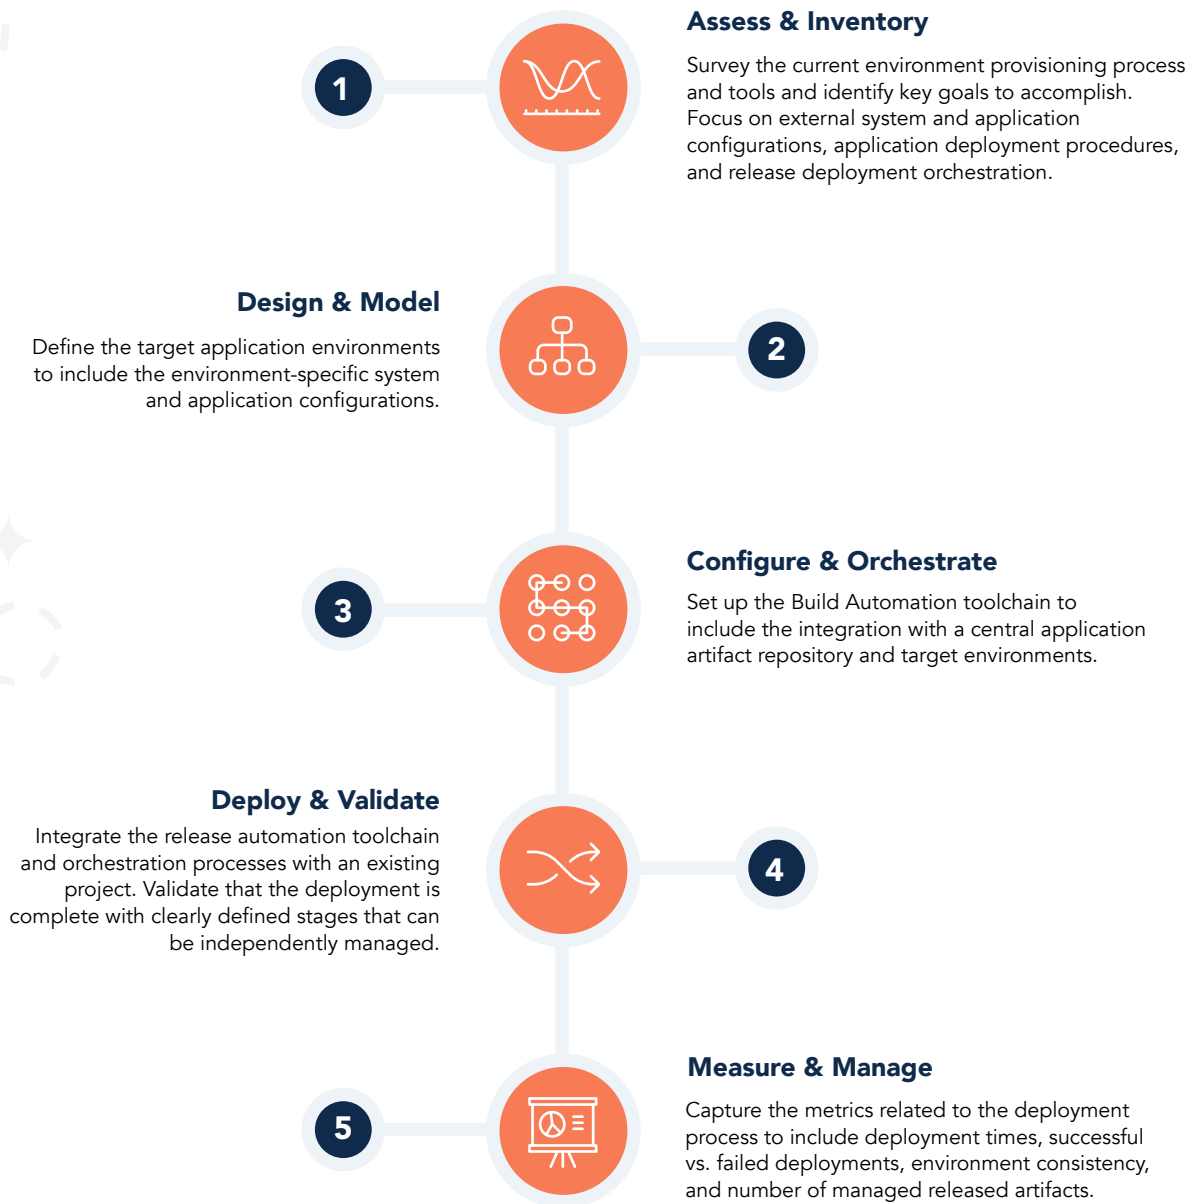 1
Assess & Inventory
Survey the current environment provisioning process
and tools and identify key goals to accomplish.
Focus on external system and application
configurations, application deployment procedures,
and release deployment orchestration.
Design & Model
Define the target application environments
to include the environment-specific system
and application configurations.
2
3
Configure & Orchestrate
Set up the Build Automation toolchain to
include the integration with a central application
artifact repository and target environments.
Deploy & Validate
Integrate the release automation toolchain
and orchestration processes with an existing
project. Validate that the deployment is
complete with clearly defined stages that can
be independently managed.
4
5
Measure & Manage
Capture the metrics related to the deployment
process to include deployment times, successful
vs. failed deployments, environment consistency,
and number of managed released artifacts.